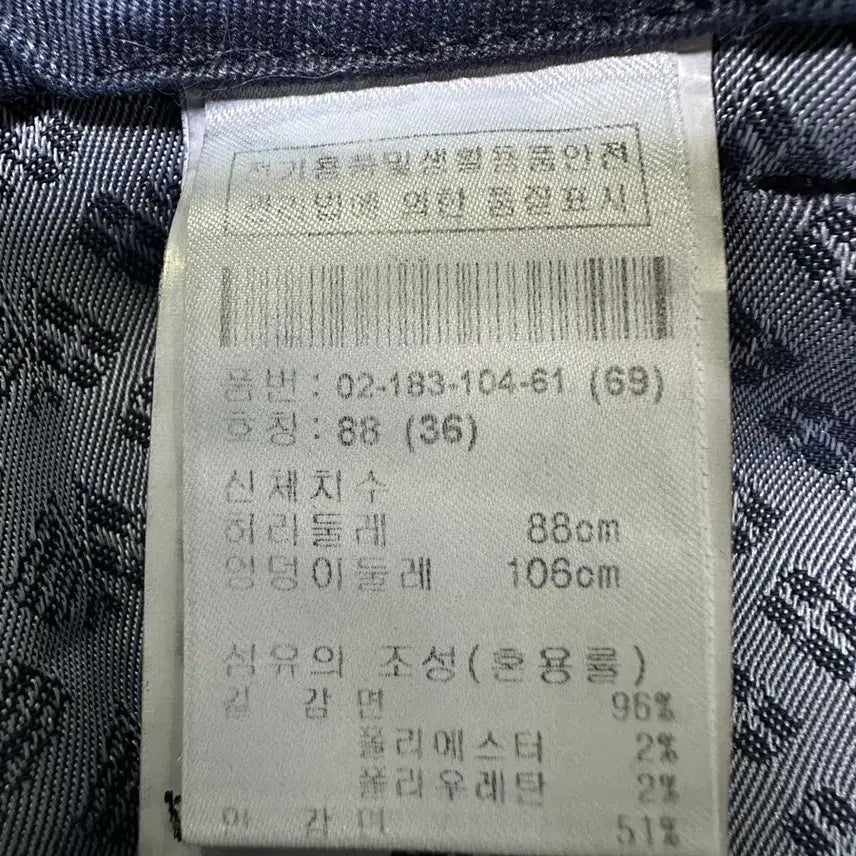 전기용품및생활용품안전
관리법에 의한 품질표시
품번 : 02-183-104-61 (69)
호칭 : 88 (36)
신체치수
허리둘레 88cm
엉덩이둘레 106cm
섬유의 조성(혼용률)
겉 감 면 96%
폴리에스터 2%
폴리우레탄 2%
안 감 면 51%